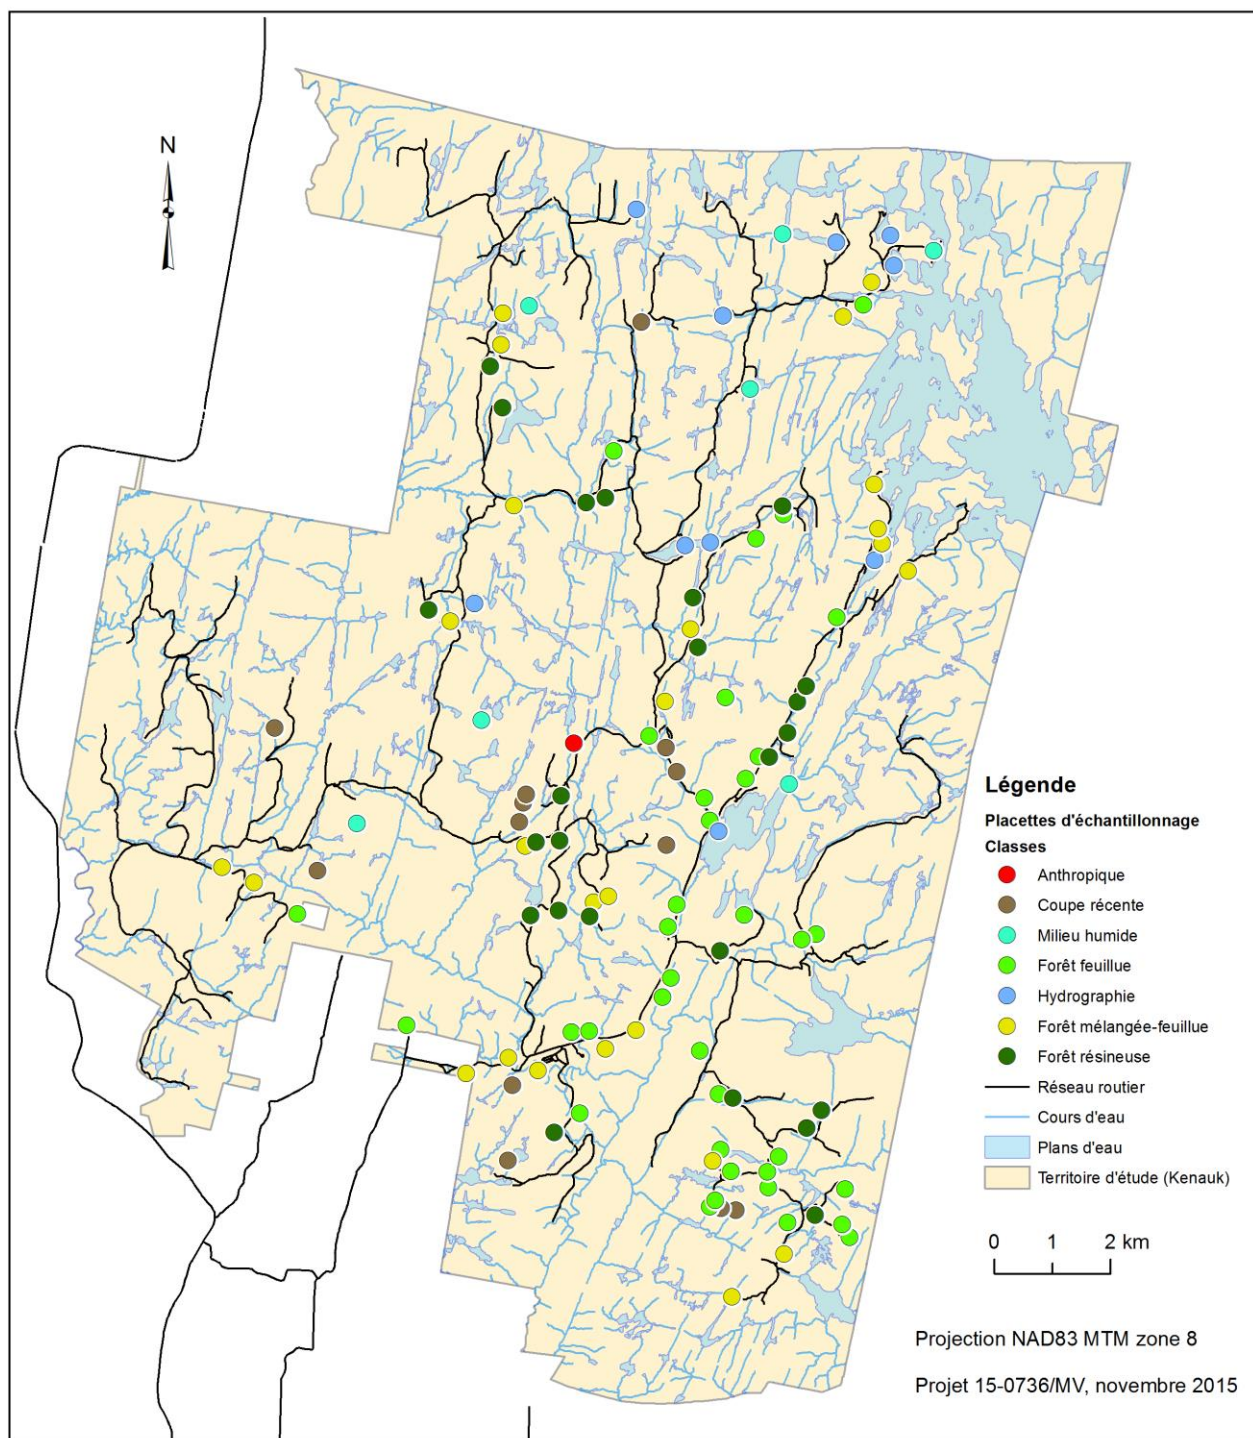 N
Légende
Placettes d'échantillonnage
Classes
Anthropique
Coupe récente
Milieu humide
Forêt feuillue
Hydrographie
Forêt mélangée-feuillue
Forêt résineuse
Réseau routier
Cours d'eau
Plans d'eau
Territoire d'étude (Kenauk)
0 1 2 km
Projection NAD83 MTM zone 8
Projet 15-0736/MV, novembre 2015